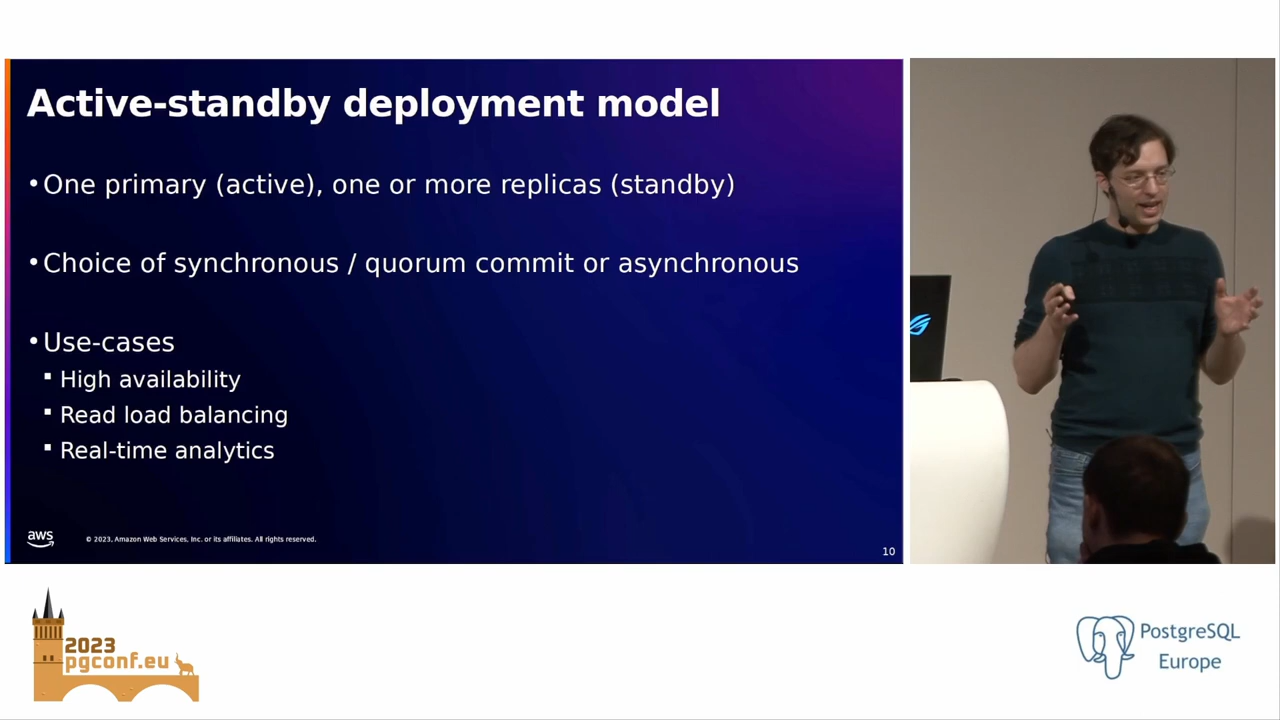 Active-standby deployment model
• One primary (active), one or more replicas (standby)
• Choice of synchronous / quorum commit or asynchronous
• Use-cases
▪ High availability
▪ Read load balancing
▪ Real-time analytics
aws
© 2023, Amazon Web Services, Inc. or its affiliates. All rights reserved.
10
2023
pgconf.eu
PostgreSQL
Europe